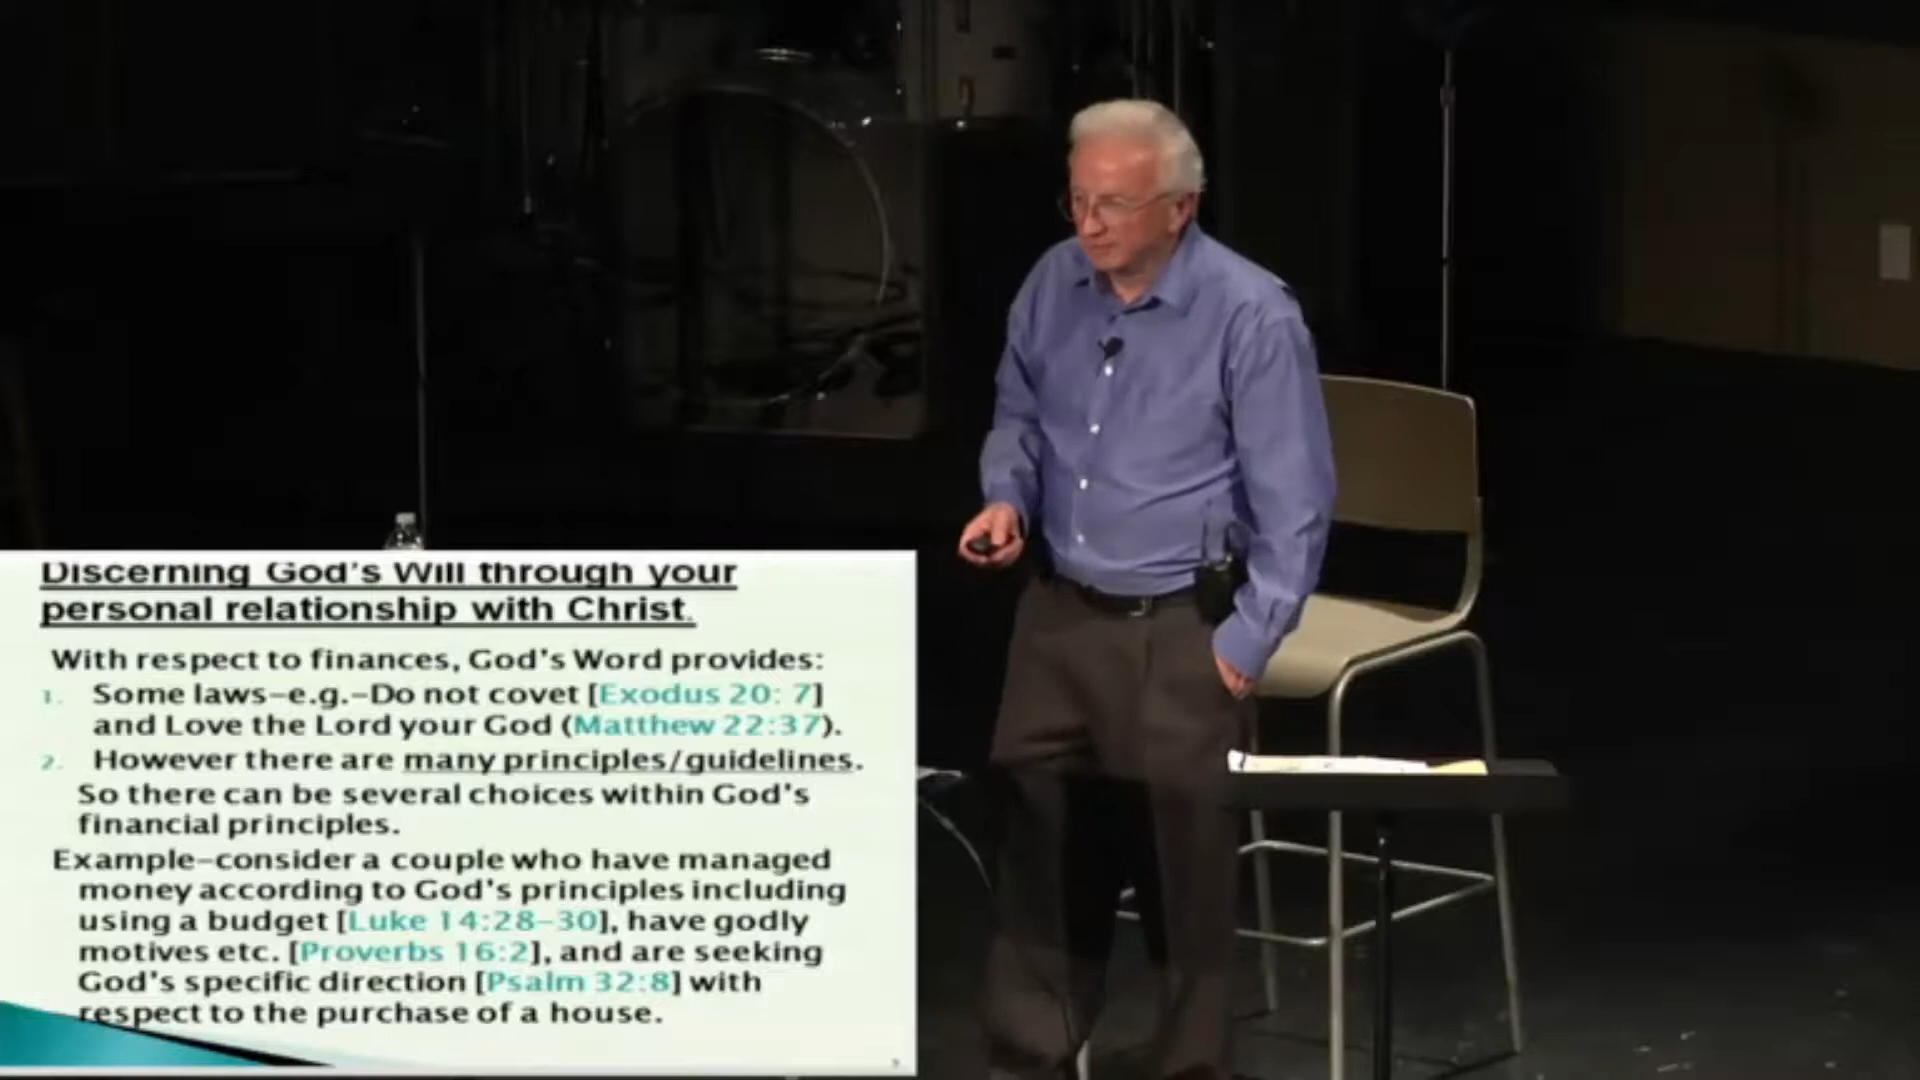 Discerning God's Will through your
personal relationship with Christ.
With respect to finances, God's Word provides:
1. Some laws-e.g.-Do not covet [Exodus 20: 7]
and Love the Lord your God (Matthew 22:37).
2. However there are many principles/guidelines.
So there can be several choices within God's
financial principles.
Example-consider a couple who have managed
money according to God's principles including
using a budget [Luke 14:28-30], have godly
motives etc. [Proverbs 16:2], and are seeking
God's specific direction [Psalm 32:8] with
respect to the purchase of a house.